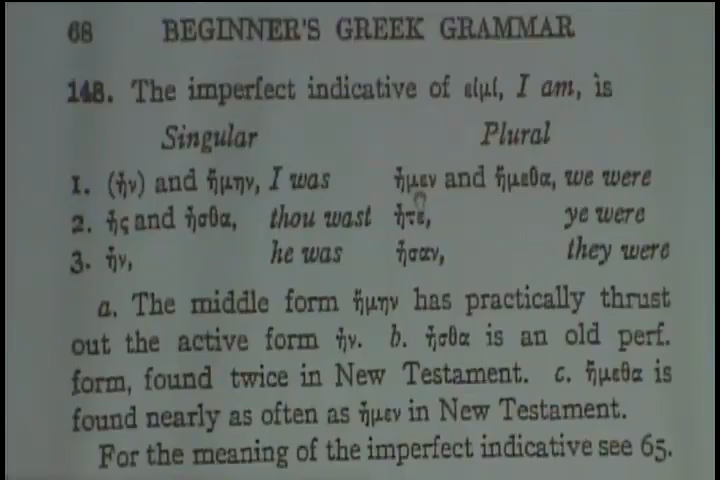 68 BEGINNER'S GREEK GRAMMAR
148. The imperfect indicative of εἰμί, I am, is
Singular Plural
1. (ἦν) and ἤμην, I was ἦμεν and ἤμεθα, we were
2. ἦς and ἦσθα, thou wast ἦτε, ye were
3. ἦν, he was ἦσαν, they were
a. The middle form ἤμην has practically thrust
out the active form ἦν. b. ἦσθα is an old perf.
form, found twice in New Testament. c. ἤμεθα is
found nearly as often as ἦμεν in New Testament.
For the meaning of the imperfect indicative see 65.